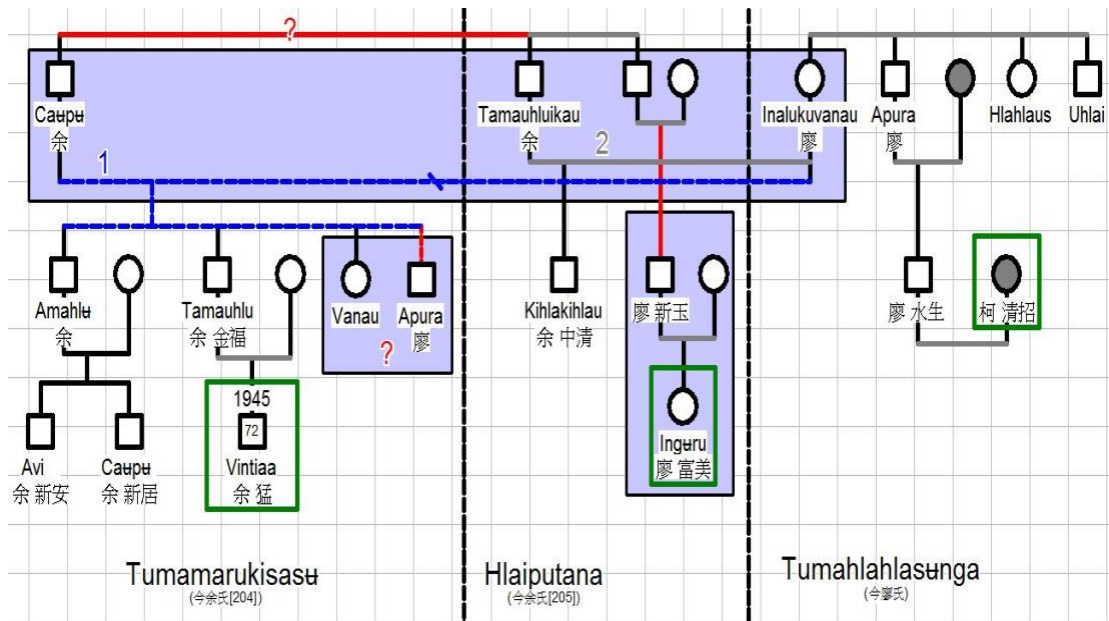 ?
Caʉpʉ
余
Tamauhluikau
余
Inalukuvanau
廖
Apura
廖
Hlahlaus
Uhlai
1
2
Amahlʉ
余
Tamauhlu
余 金福
Vanau
Apura
廖
?
Kihlakihlau
余 中清
廖 新玉
廖 水生
柯 清招
Avi
余 新安
Caʉpʉ
余 新居
1945
72
Vintiaa
余 猛
Ingʉru
廖 富美
Tumamarukisasʉ
(今余氏[204])
Hlaiputana
(今余氏[205])
Tumahlahlasʉnga
(今廖氏)